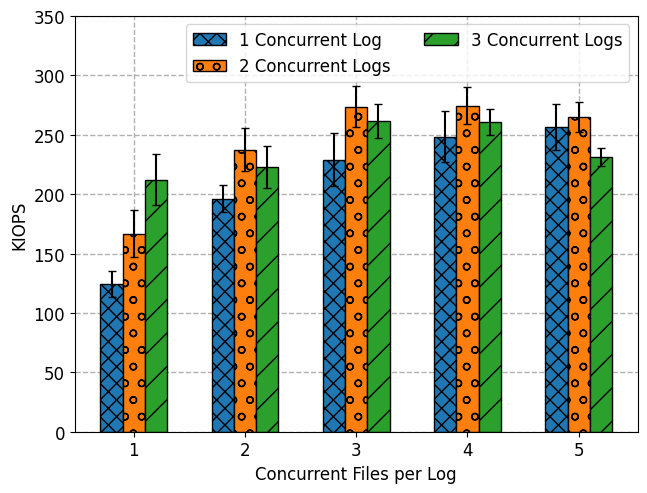 350
300
250
200
150
100
50
0
KIOPS
1 Concurrent Log
2 Concurrent Logs
3 Concurrent Logs
1 2 3 4 5
Concurrent Files per Log